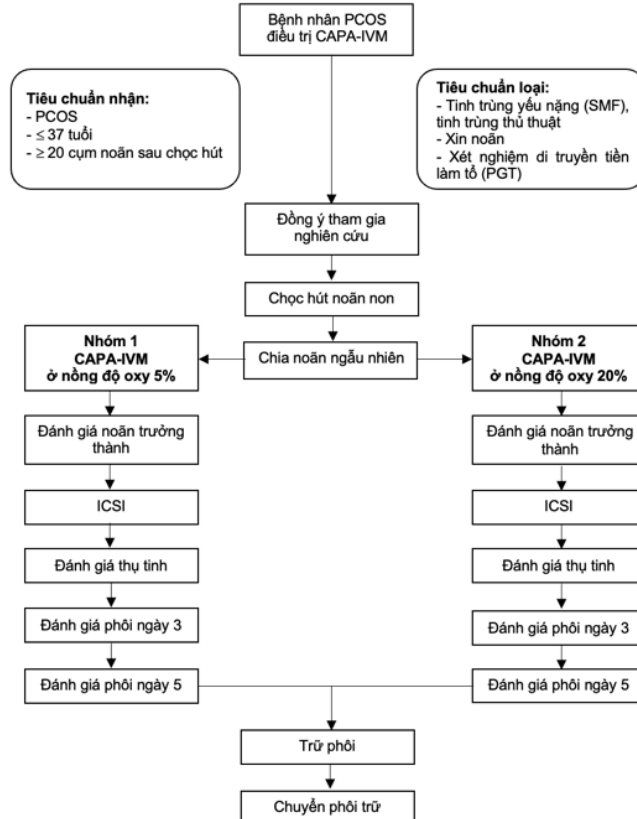 Bệnh nhân PCOS
điều trị CAPA-IVM
Tiêu chuẩn nhận:
- PCOS
- ≤ 37 tuổi
- ≥ 20 cụm noãn sau chọc hút
Tiêu chuẩn loại:
- Tinh trùng yếu nặng (SMF),
tinh trùng thủ thuật
- Xin noãn
- Xét nghiệm di truyền tiền
làm tổ (PGT)
Đồng ý tham gia
nghiên cứu
Chọc hút noãn non
Nhóm 1
CAPA-IVM
ở nồng độ oxy 5%
Chia noãn ngẫu nhiên
Nhóm 2
CAPA-IVM
ở nồng độ oxy 20%
Đánh giá noãn trưởng
thành
Đánh giá noãn trưởng
thành
ICSI
ICSI
Đánh giá thụ tinh
Đánh giá thụ tinh
Đánh giá phôi ngày 3
Đánh giá phôi ngày 3
Đánh giá phôi ngày 5
Đánh giá phôi ngày 5
Trữ phôi
Chuyển phôi trữ